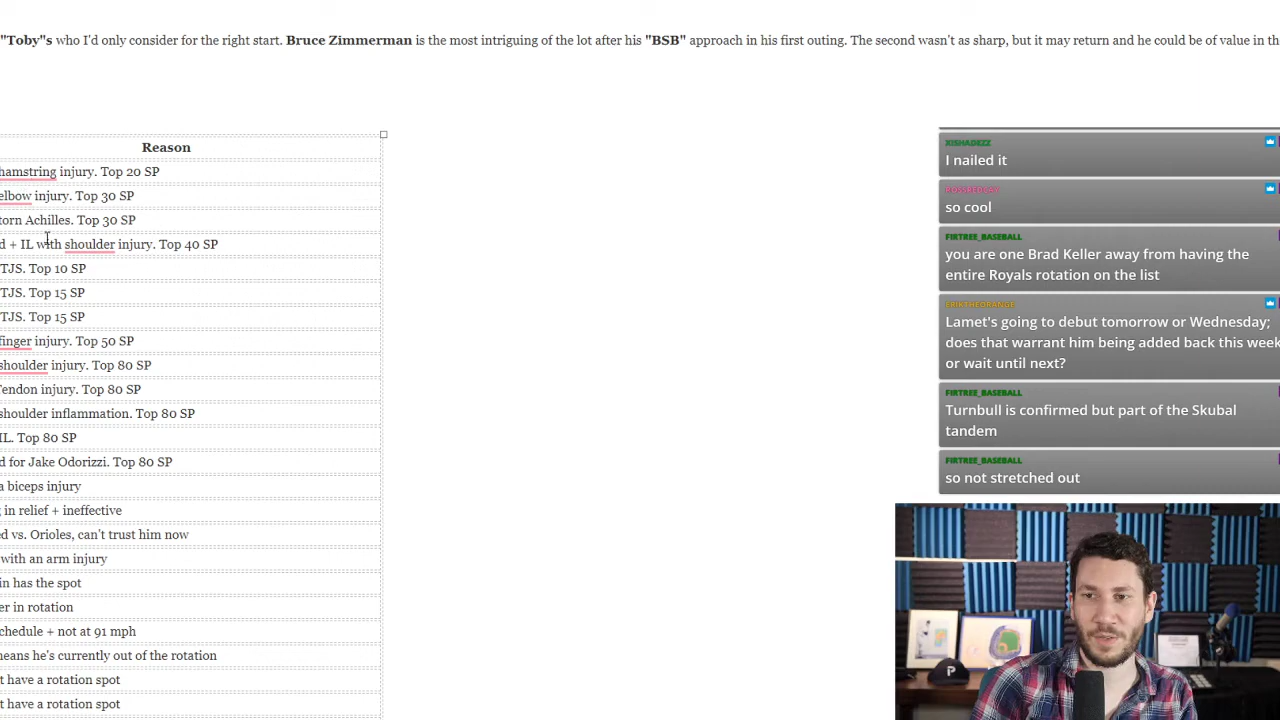 "Toby"s who I'd only consider for the right start. Bruce Zimmerman is the most intriguing of the lot after his "BSB" approach in his first outing. The second wasn't as sharp, but it may return and he could be of value in th
Reason
hamstring injury. Top 20 SP
elbow injury. Top 30 SP
torn Achilles. Top 30 SP
d + IL with shoulder injury. Top 40 SP
TJS. Top 10 SP
TJS. Top 15 SP
TJS. Top 15 SP
finger injury. Top 50 SP
shoulder injury. Top 80 SP
Tendon injury. Top 80 SP
shoulder inflammation. Top 80 SP
IL. Top 80 SP
d for Jake Odorizzi. Top 80 SP
a biceps injury
in relief + ineffective
ed vs. Orioles, can't trust him now
with an arm injury
in has the spot
er in rotation
chedule + not at 91 mph
means he's currently out of the rotation
t have a rotation spot
t have a rotation spot
XISHADEZZ
I nailed it
so cool
FIRTREE_BASEBALL
you are one Brad Keller away from having the
entire Royals rotation on the list
ERIKTHEORANGE
Lamet's going to debut tomorrow or Wednesday;
does that warrant him being added back this week
or wait until next?
FIRTREE_BASEBALL
Turnbull is confirmed but part of the Skubal
tandem
FIRTREE_BASEBALL
so not stretched out
P